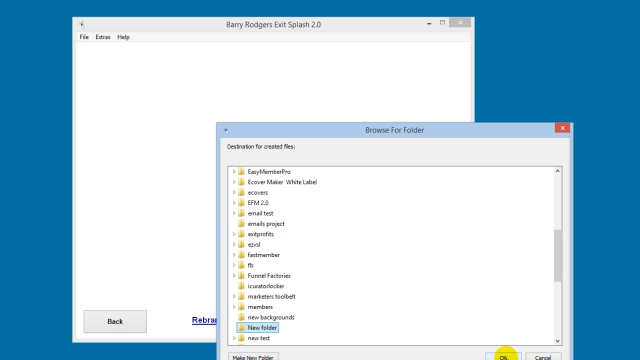 Barry Rodgers Exit Splash 2.0
File Extras Help
Browse For Folder
Destination for created files:
EasyMemberPro
Ecover Maker White Label
ecovers
EFM 2.0
email test
emails project
exitprofits
ezvsl
fastmember
fb
Funnel Factories
icuratorlocker
marketers toolbelt
members
new backgrounds
New folder
new test
Back
Make New Folder
OK
Cancel